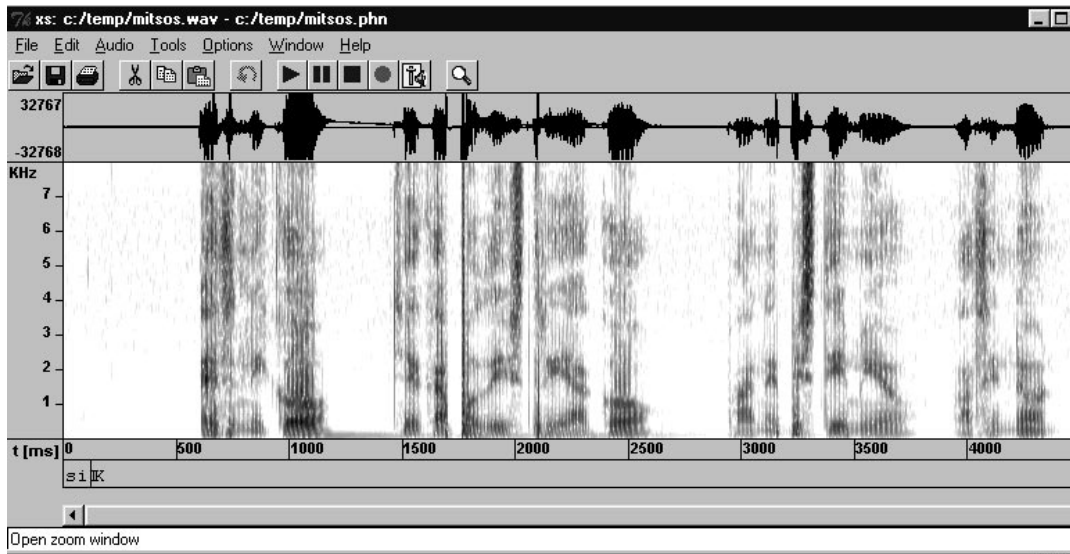 xs: c:/temp/mitsos.wav - c:/temp/mitsos.phn
File Edit Audio Tools Options Window Help
32767
-32768
KHz
7
6
5
4
3
2
1
t [ms] 0 500 1000 1500 2000 2500 3000 3500 4000
Open zoom window